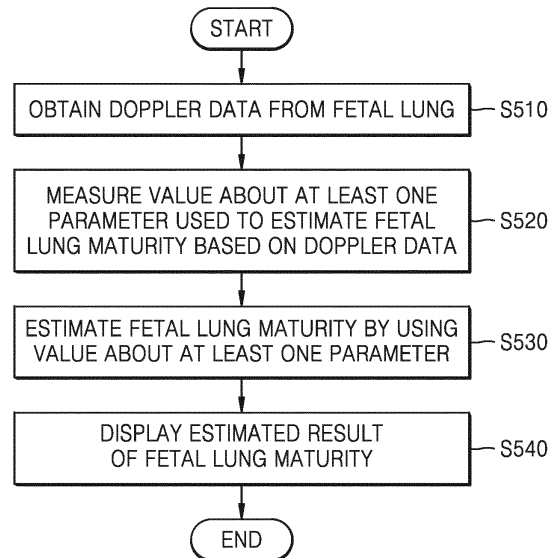 START
OBTAIN DOPPLER DATA FROM FETAL LUNG
S510
MEASURE VALUE ABOUT AT LEAST ONE
PARAMETER USED TO ESTIMATE FETAL
LUNG MATURITY BASED ON DOPPLER DATA
S520
ESTIMATE FETAL LUNG MATURITY BY USING
VALUE ABOUT AT LEAST ONE PARAMETER
S530
DISPLAY ESTIMATED RESULT
OF FETAL LUNG MATURITY
S540
END